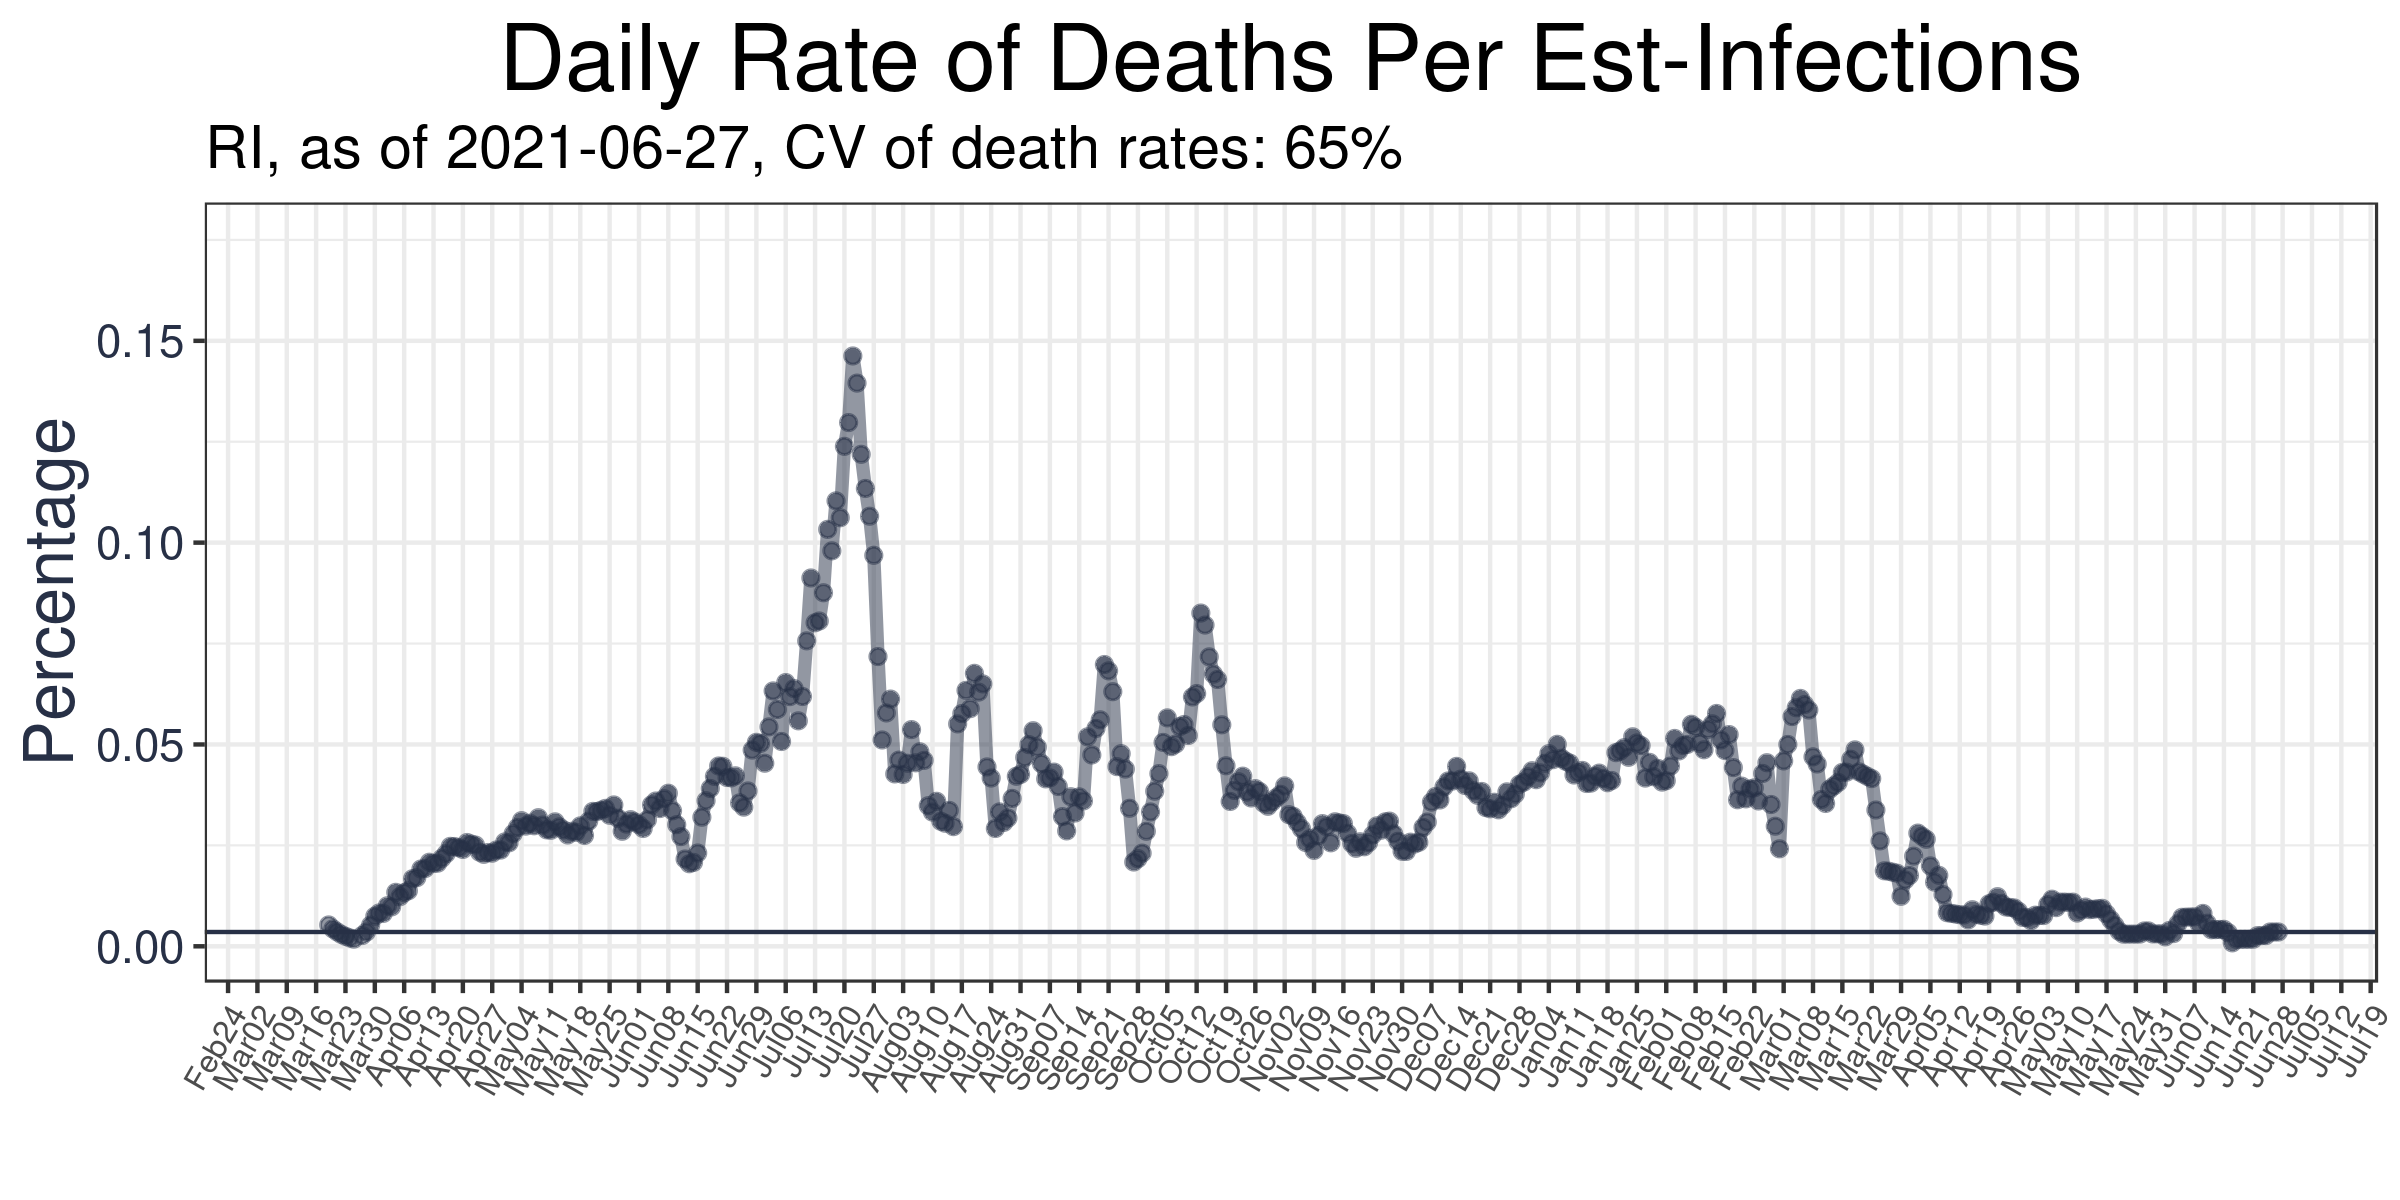 Daily Rate of Deaths Per Est-Infections
RI, as of 2021-06-27, CV of death rates: 65%
Percentage
0.15
0.10
0.05
0.00
Feb24
Mar02
Mar09
Mar16
Mar23
Mar30
Apr06
Apr13
Apr20
Apr27
May04
May11
May18
May25
Jun01
Jun08
Jun15
Jun22
Jun29
Jul06
Jul13
Jul20
Jul27
Aug03
Aug10
Aug17
Aug24
Aug31
Sep07
Sep14
Sep21
Sep28
Oct05
Oct12
Oct19
Oct26
Nov02
Nov09
Nov16
Nov23
Nov30
Dec07
Dec14
Dec21
Dec28
Jan04
Jan11
Jan18
Jan25
Feb01
Feb08
Feb15
Feb22
Mar01
Mar08
Mar15
Mar22
Mar29
Apr05
Apr12
Apr19
Apr26
May03
May10
May17
May24
May31
Jun07
Jun14
Jun21
Jun28
Jul05
Jul12
Jul19